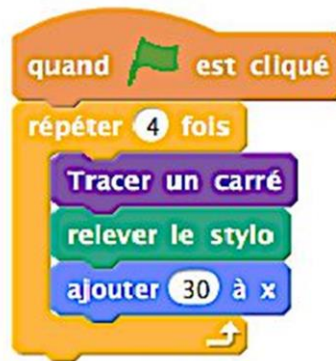 quand est cliqué
répéter 4 fois
Tracer un carré
relever le stylo
ajouter 30 à x